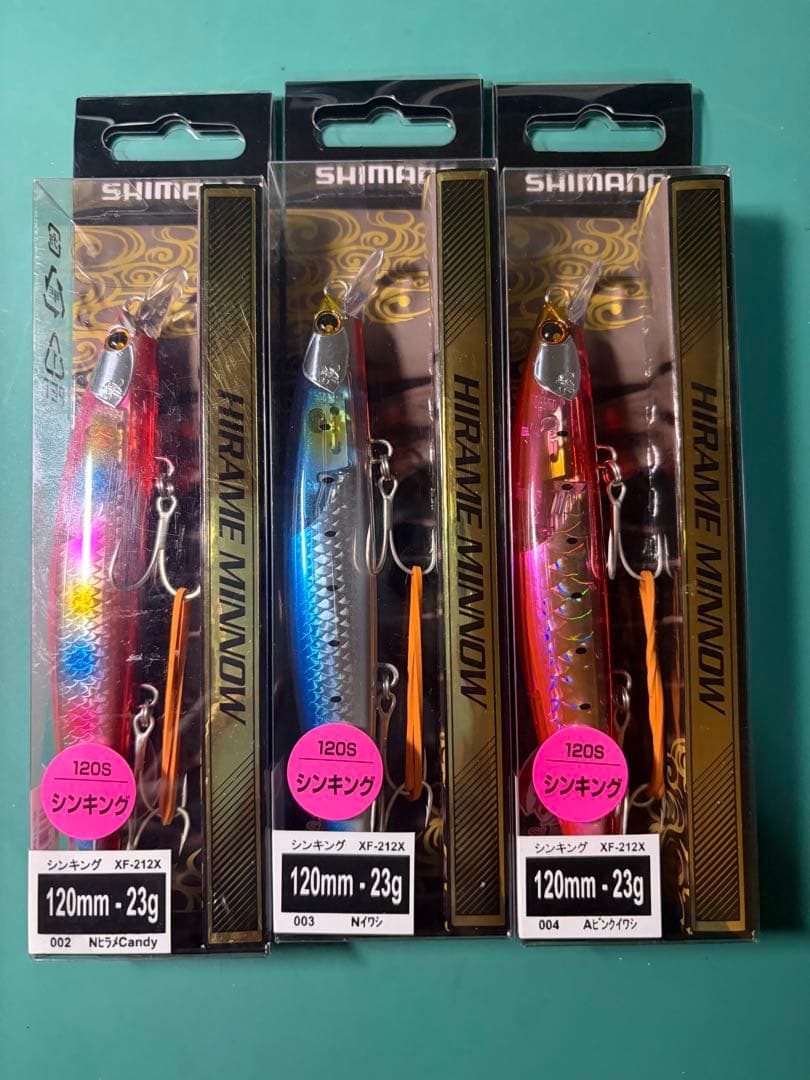 SHIMANO
HIRAME MINNOW
120S
シンキング
シンキング XF-212X
120mm - 23g
002 NヒラメCandy
SHIMANO
HIRAME MINNOW
120S
シンキング
シンキング XF-212X
120mm - 23g
003 Nイワシ
SHIMANO
HIRAME MINNOW
120S
シンキング
シンキング XF-212X
120mm - 23g
004 Aピンクイワシ